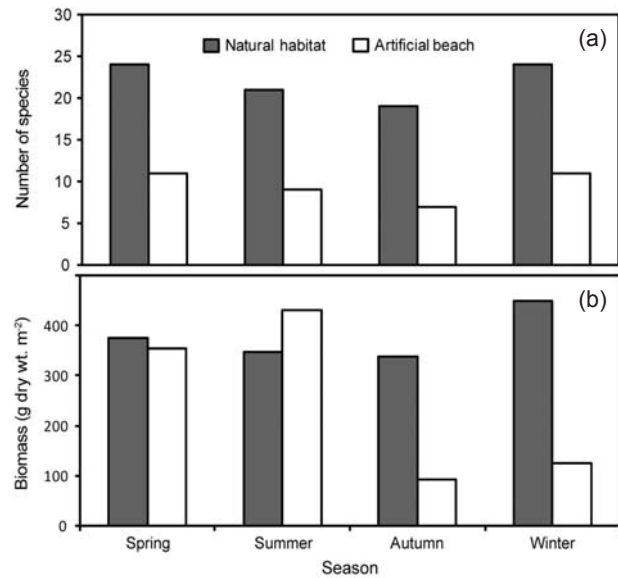 30
25
20
15
10
5
0
Number of species
Natural habitat
Artificial beach
(a)
400
300
200
100
0
Biomass (g dry wt. m⁻²)
(b)
Spring Summer Autumn Winter
Season